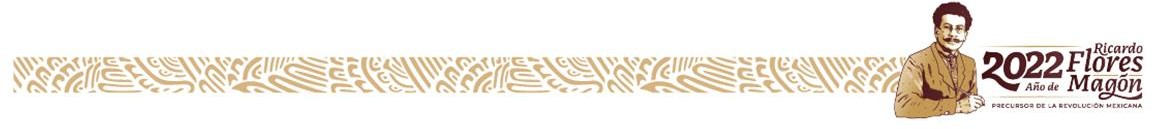 2022 Ricardo
Flores
Año de Magón
PRECURSOR DE LA REVOLUCIÓN MEXICANA